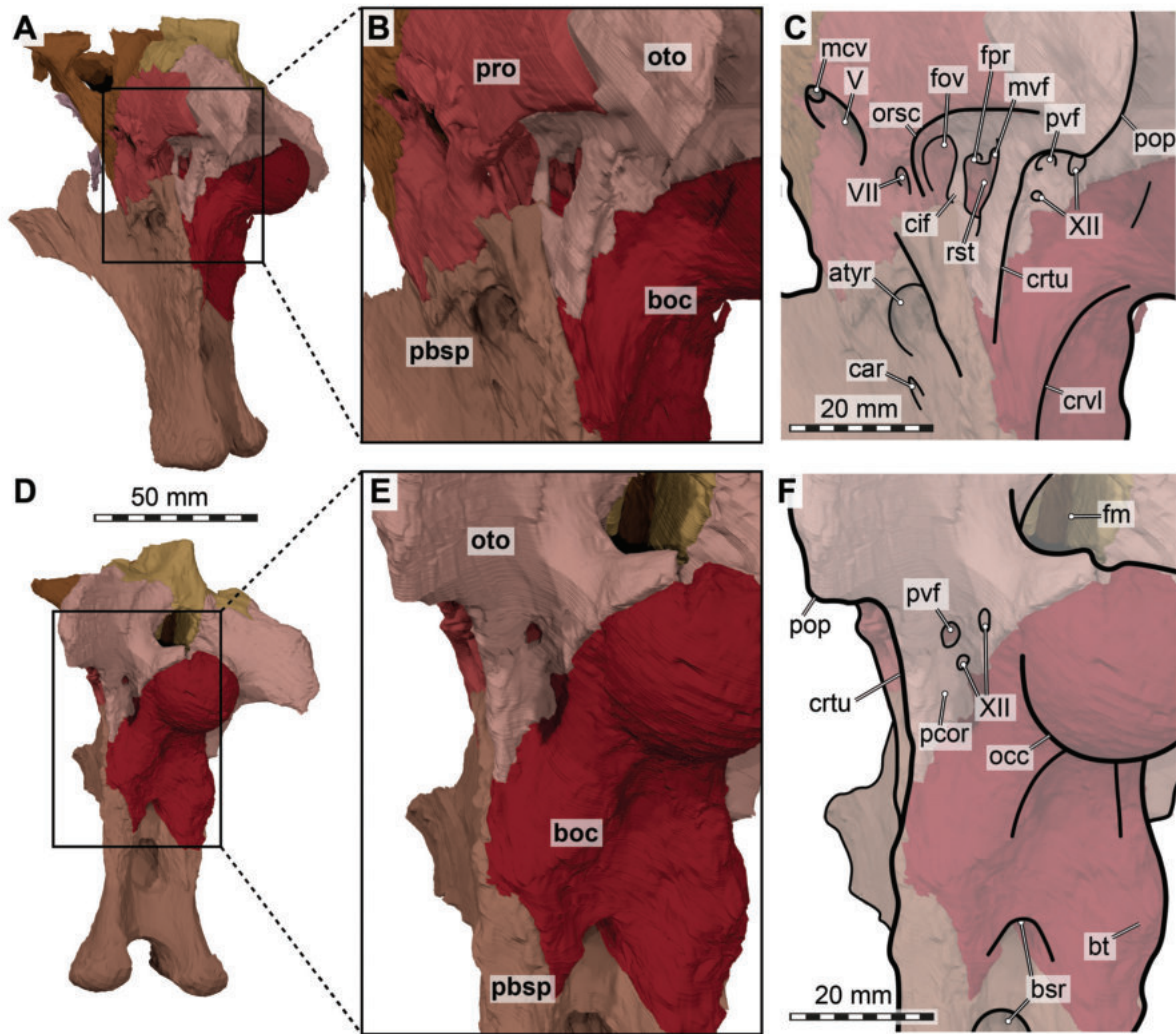 A
B
pro
oto
pbsp
boc
C
mcv
V
orsc
fov
fpr
mvf
pvf
pop
VII
cif
rst
XII
atyr
crtu
car
crvl
20 mm
D
50 mm
E
oto
boc
pbsp
F
fm
pvf
pop
crtu
XII
pcor
occ
bt
bsr
20 mm